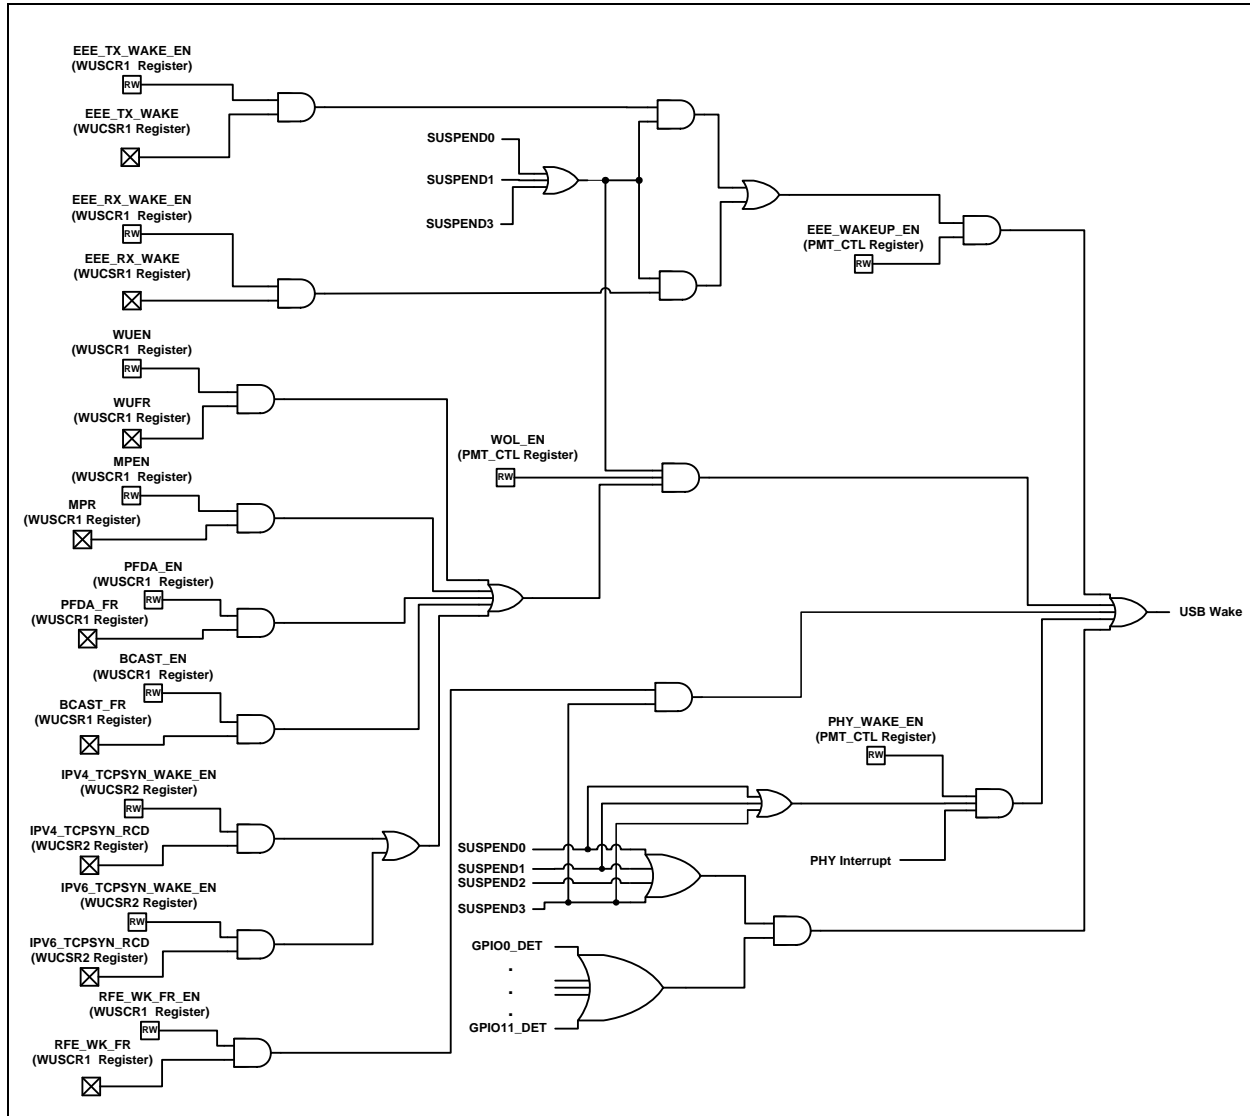 EEE_TX_WAKE_EN
(WUSCR1 Register)
RW
EEE_TX_WAKE
(WUCSR1 Register)
EEE_RX_WAKE_EN
(WUSCR1 Register)
RW
EEE_RX_WAKE
(WUCSR1 Register)
SUSPEND0
SUSPEND1
SUSPEND3
EEE_WAKEUP_EN
(PMT_CTL Register)
RW
WUEN
(WUSCR1 Register)
RW
WUFR
(WUSCR1 Register)
MPEN
(WUSCR1 Register)
RW
MPR
(WUSCR1 Register)
WOL_EN
(PMT_CTL Register)
RW
PFDA_EN
(WUSCR1 Register)
RW
PFDA_FR
(WUSCR1 Register)
BCAST_EN
(WUSCR1 Register)
RW
BCAST_FR
(WUCSR1 Register)
USB Wake
IPV4_TCPSYN_WAKE_EN
(WUCSR2 Register)
RW
IPV4_TCPSYN_RCD
(WUCSR2 Register)
IPV6_TCPSYN_WAKE_EN
(WUCSR2 Register)
RW
IPV6_TCPSYN_RCD
(WUCSR2 Register)
RFE_WK_FR_EN
(WUSCR1 Register)
RW
RFE_WK_FR
(WUSCR1 Register)
PHY_WAKE_EN
(PMT_CTL Register)
RW
PHY Interrupt
SUSPEND0
SUSPEND1
SUSPEND2
SUSPEND3
GPIO0_DET
.
.
.
GPIO11_DET